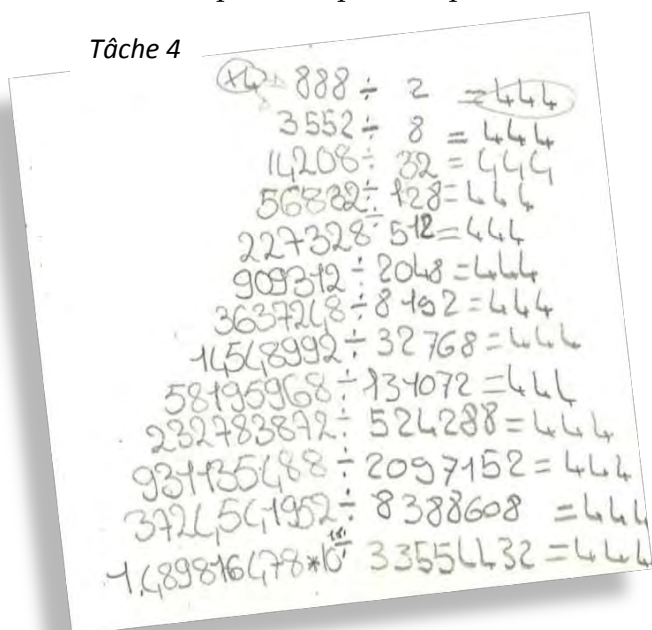 Tâche 4
×4 888 ÷ 2 = 444
3552 ÷ 8 = 444
14208 ÷ 32 = 444
56832 ÷ 128 = 444
227328 ÷ 512 = 444
909312 ÷ 2048 = 444
3637248 ÷ 8192 = 444
14548992 ÷ 32768 = 444
58195968 ÷ 131072 = 444
232783872 ÷ 524288 = 444
931135488 ÷ 2097152 = 444
3724541952 ÷ 8388608 = 444
1,489816478*10 ÷ 33554432 = 444